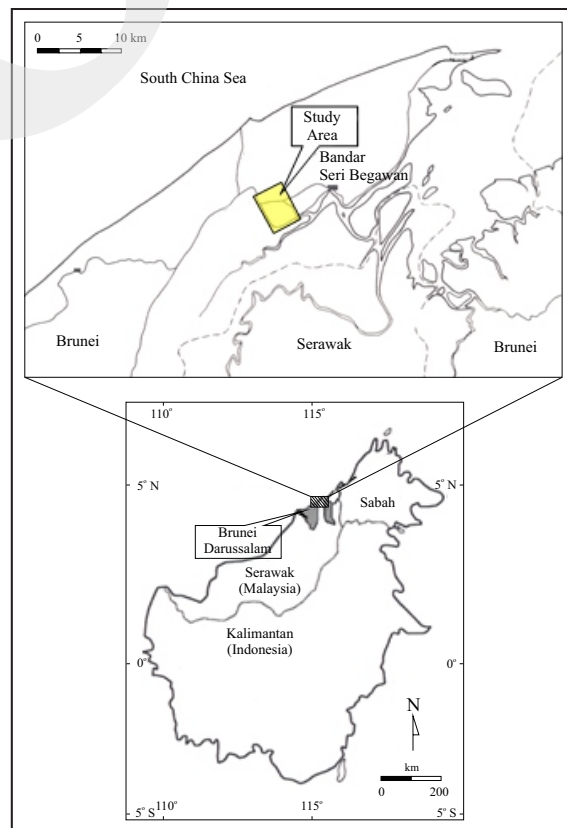 0 5 10 km
South China Sea
Study
Area
Bandar
Seri Begawan
Brunei
Serawak
Brunei
110°
115°
5° N
5°
Sabah
Brunei
Darussalam
Serawak
(Malaysia)
Kalimantan
(Indonesia)
0°
0°
N
km
0 200
5° S
110°
115°
5° S